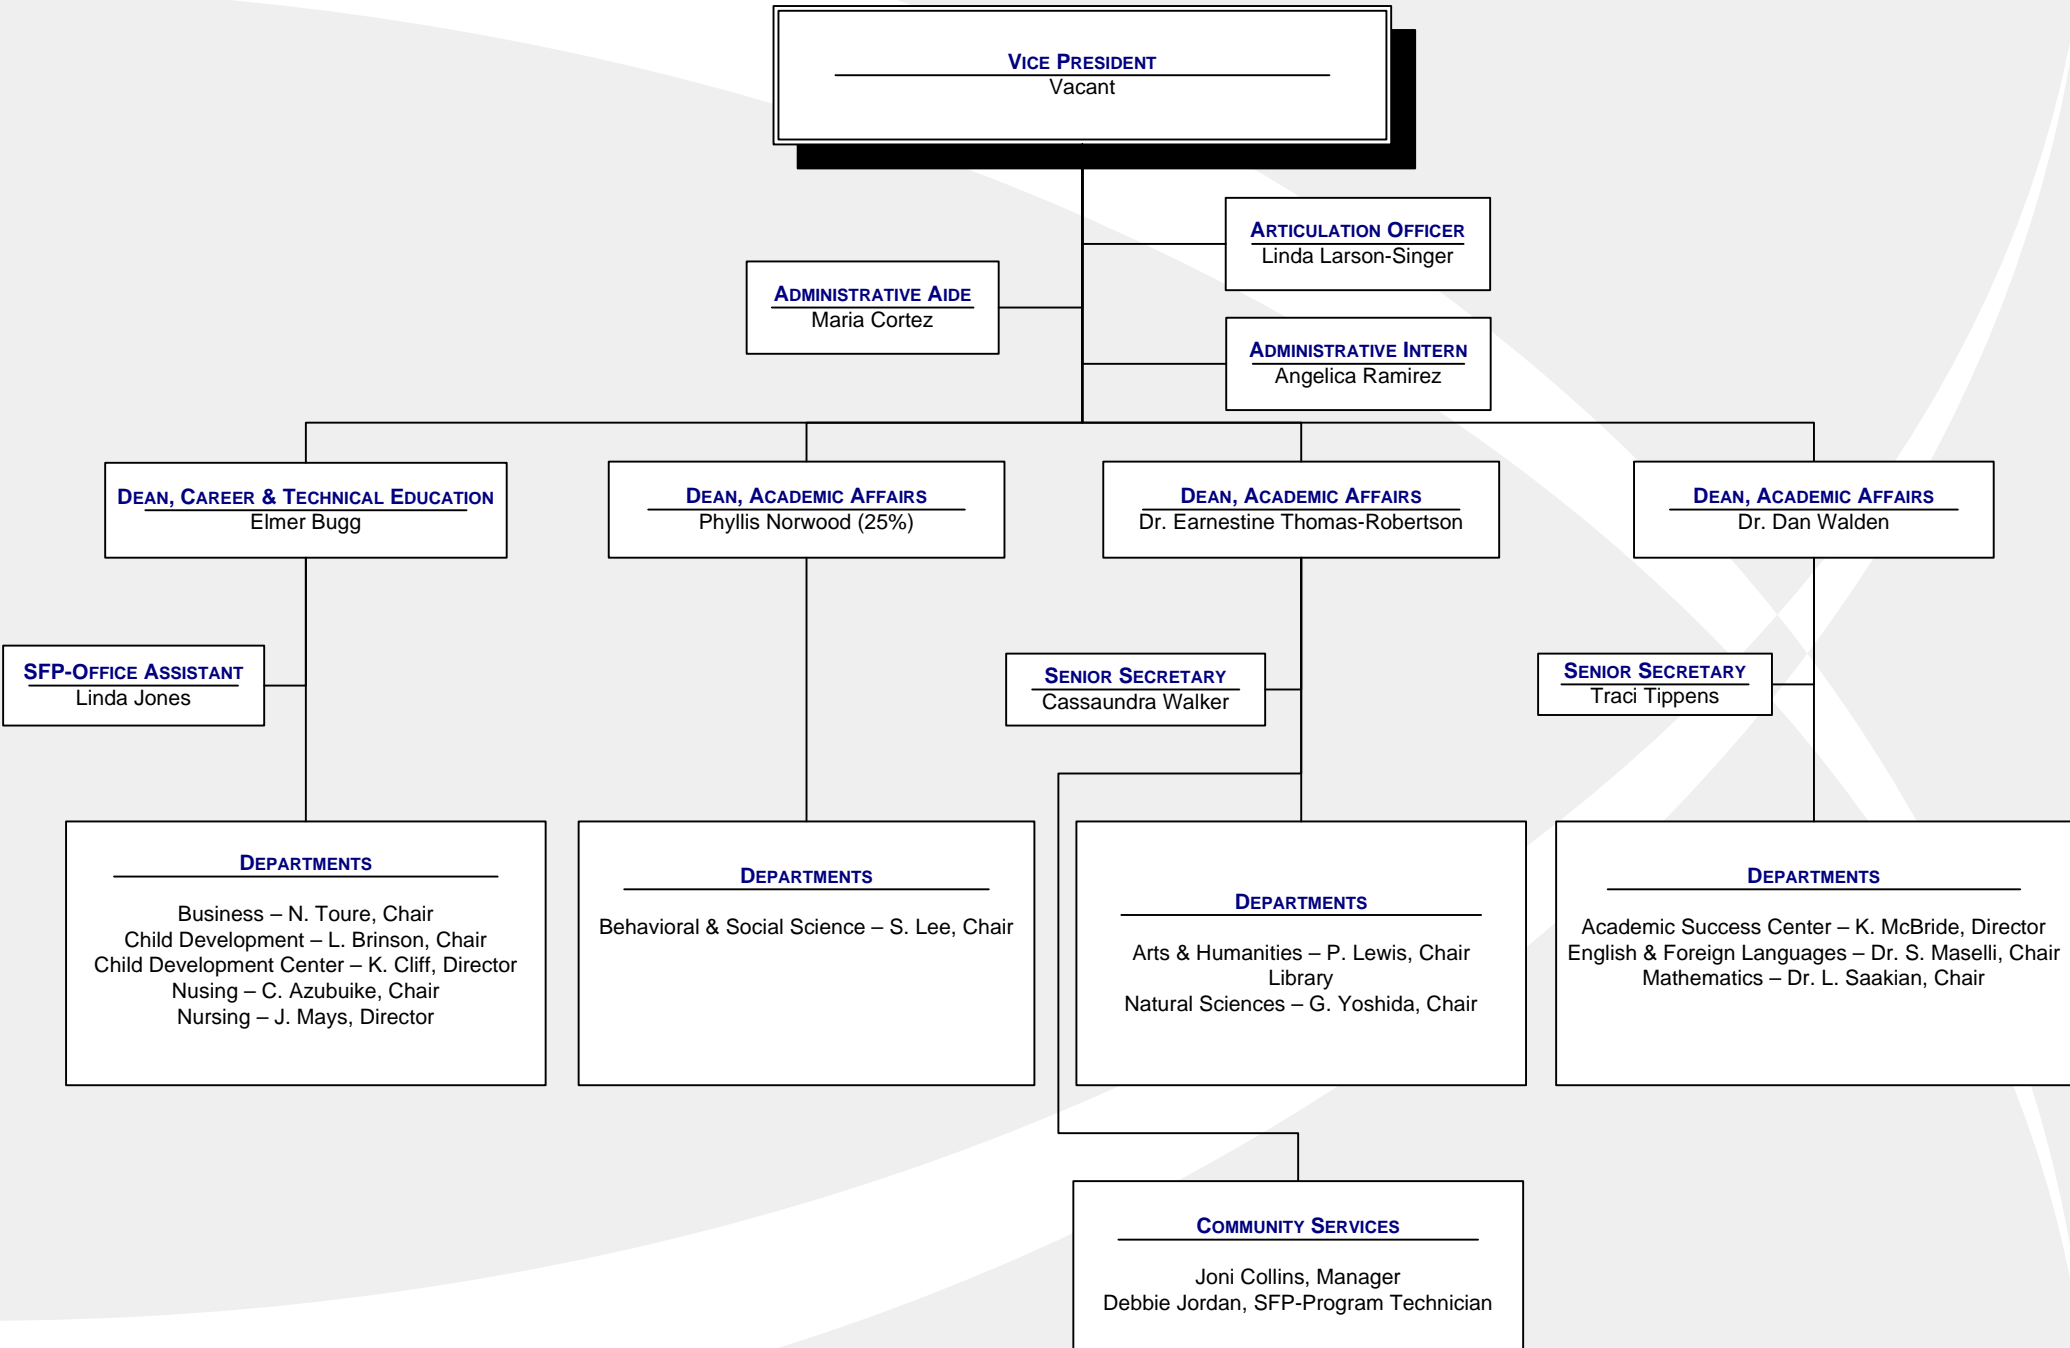 VICE PRESIDENT
Vacant
ARTICULATION OFFICER
Linda Larson-Singer
ADMINISTRATIVE AIDE
Maria Cortez
ADMINISTRATIVE INTERN
Angelica Ramirez
DEAN, CAREER & TECHNICAL EDUCATION
Elmer Bugg
DEAN, ACADEMIC AFFAIRS
Phyllis Norwood (25%)
DEAN, ACADEMIC AFFAIRS
Dr. Earnestine Thomas-Robertson
DEAN, ACADEMIC AFFAIRS
Dr. Dan Walden
SFP-OFFICE ASSISTANT
Linda Jones
SENIOR SECRETARY
Cassaundra Walker
SENIOR SECRETARY
Traci Tippens
DEPARTMENTS
Business – N. Toure, Chair
Child Development – L. Brinson, Chair
Child Development Center – K. Cliff, Director
Nusing – C. Azubuike, Chair
Nursing – J. Mays, Director
DEPARTMENTS
Behavioral & Social Science – S. Lee, Chair
DEPARTMENTS
Arts & Humanities – P. Lewis, Chair
Library
Natural Sciences – G. Yoshida, Chair
DEPARTMENTS
Academic Success Center – K. McBride, Director
English & Foreign Languages – Dr. S. Maselli, Chair
Mathematics – Dr. L. Saakian, Chair
COMMUNITY SERVICES
Joni Collins, Manager
Debbie Jordan, SFP-Program Technician